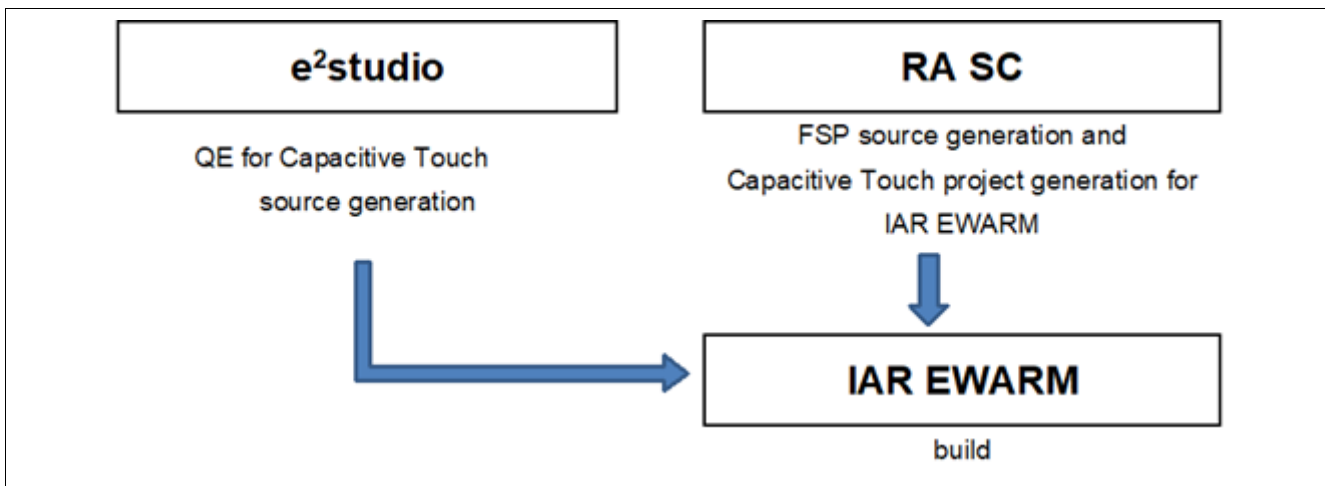 e²studio
QE for Capacitive Touch
source generation
RA SC
FSP source generation and
Capacitive Touch project generation for
IAR EWARM
IAR EWARM
build